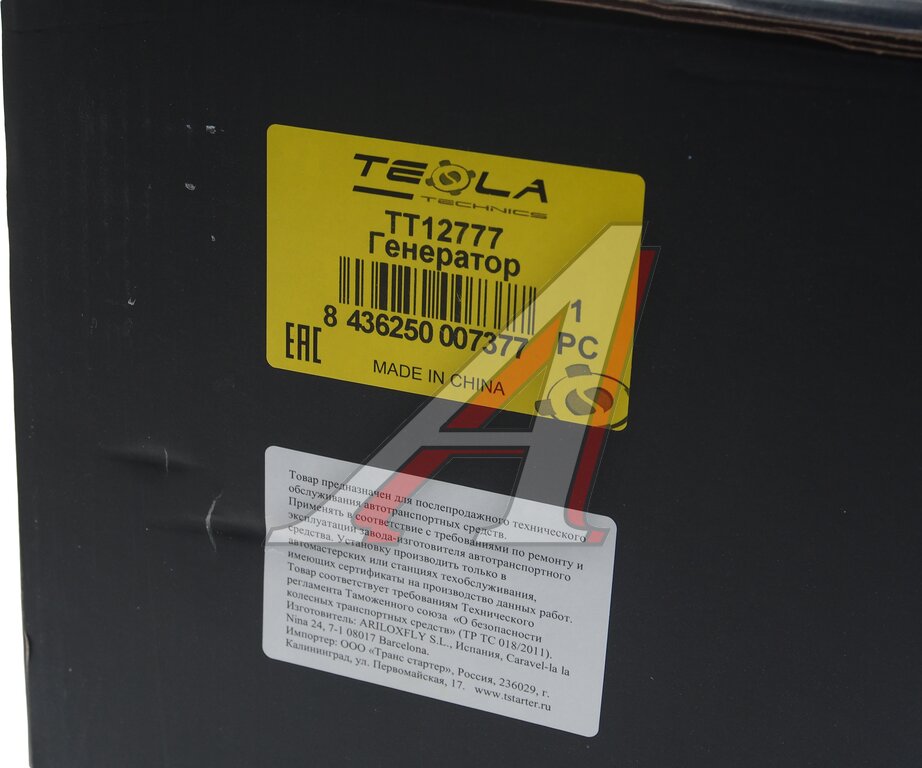 TESLA
TECHNICS
TT12777
Генератор
8 436250 007377
1
PC
EAC
MADE IN CHINA
Товар предназначен для послепродажного технического
обслуживания автотранспортных средств.
Применять в соответствие с требованиями по ремонту и
эксплуатации завода-изготовителя автотранспортного
средства. Установку производить только в
автомастерских или станциях техобслуживания,
имеющих сертификаты на производство данных работ.
Товар соответствует требованиям Технического
регламента Таможенного союза «О безопасности
колесных транспортных средств» (ТР ТС 018/2011).
Изготовитель: ARILOXFLY S.L., Испания, Caravel-la la
Nina 24, 7-1 08017 Barcelona.
Импортер: ООО «Транс стартер», Россия, 236029, г.
Калининград, ул. Первомайская, 17. www.tstarter.ru